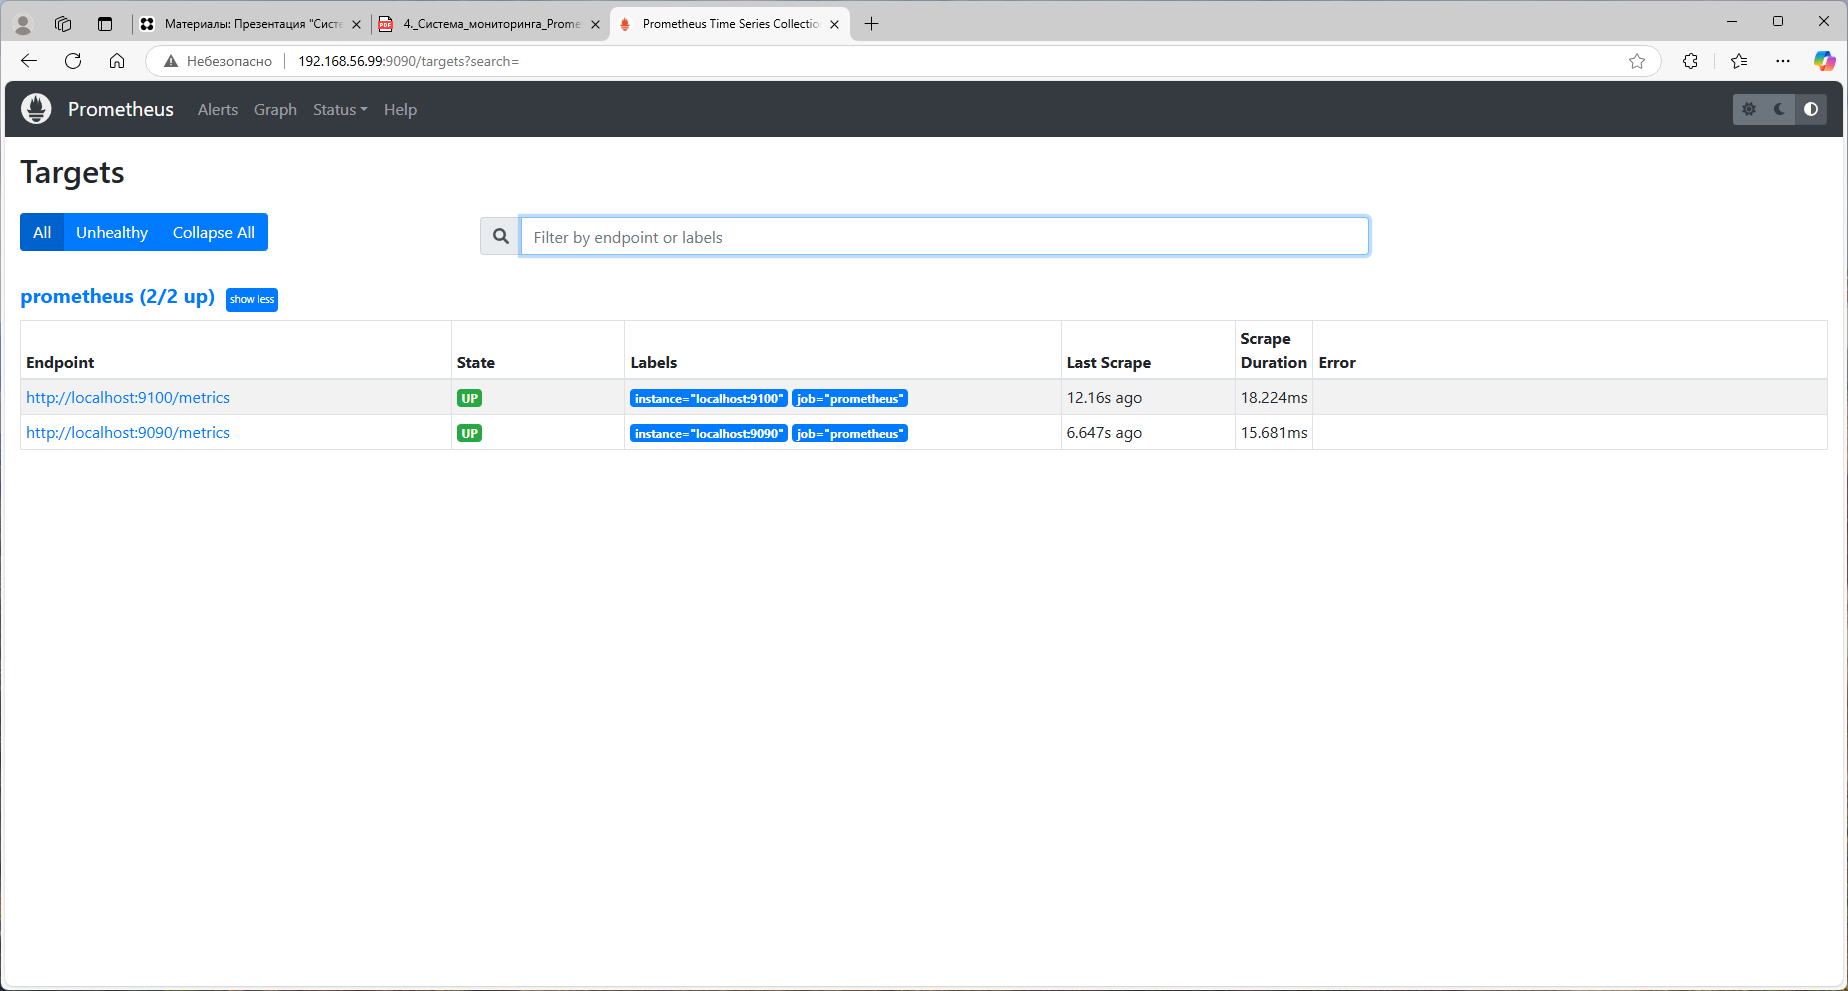 Материалы: Презентация "Систе
4._Система_мониторинга_Prome
Prometheus Time Series Collectio
Небезопасно
192.168.56.99:9090/targets?search=
Prometheus Alerts Graph Status Help
Targets
All Unhealthy Collapse All
Filter by endpoint or labels
prometheus (2/2 up) show less
Endpoint State Labels Last Scrape Scrape Duration Error
http://localhost:9100/metrics UP instance="localhost:9100" job="prometheus" 12.16s ago 18.224ms
http://localhost:9090/metrics UP instance="localhost:9090" job="prometheus" 6.647s ago 15.681ms